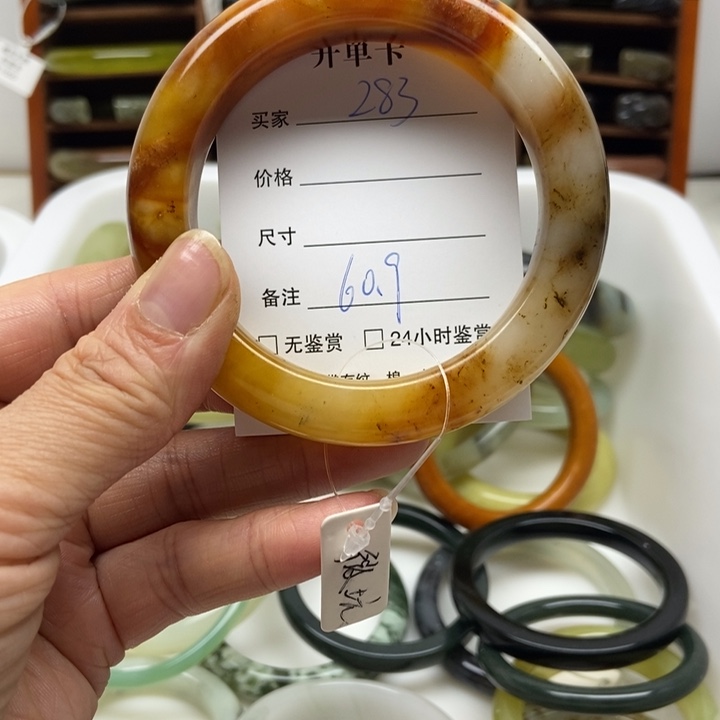 开单卡
买家 283
价格
尺寸
备注 60.9
□ 无鉴赏 □ 24小时鉴赏